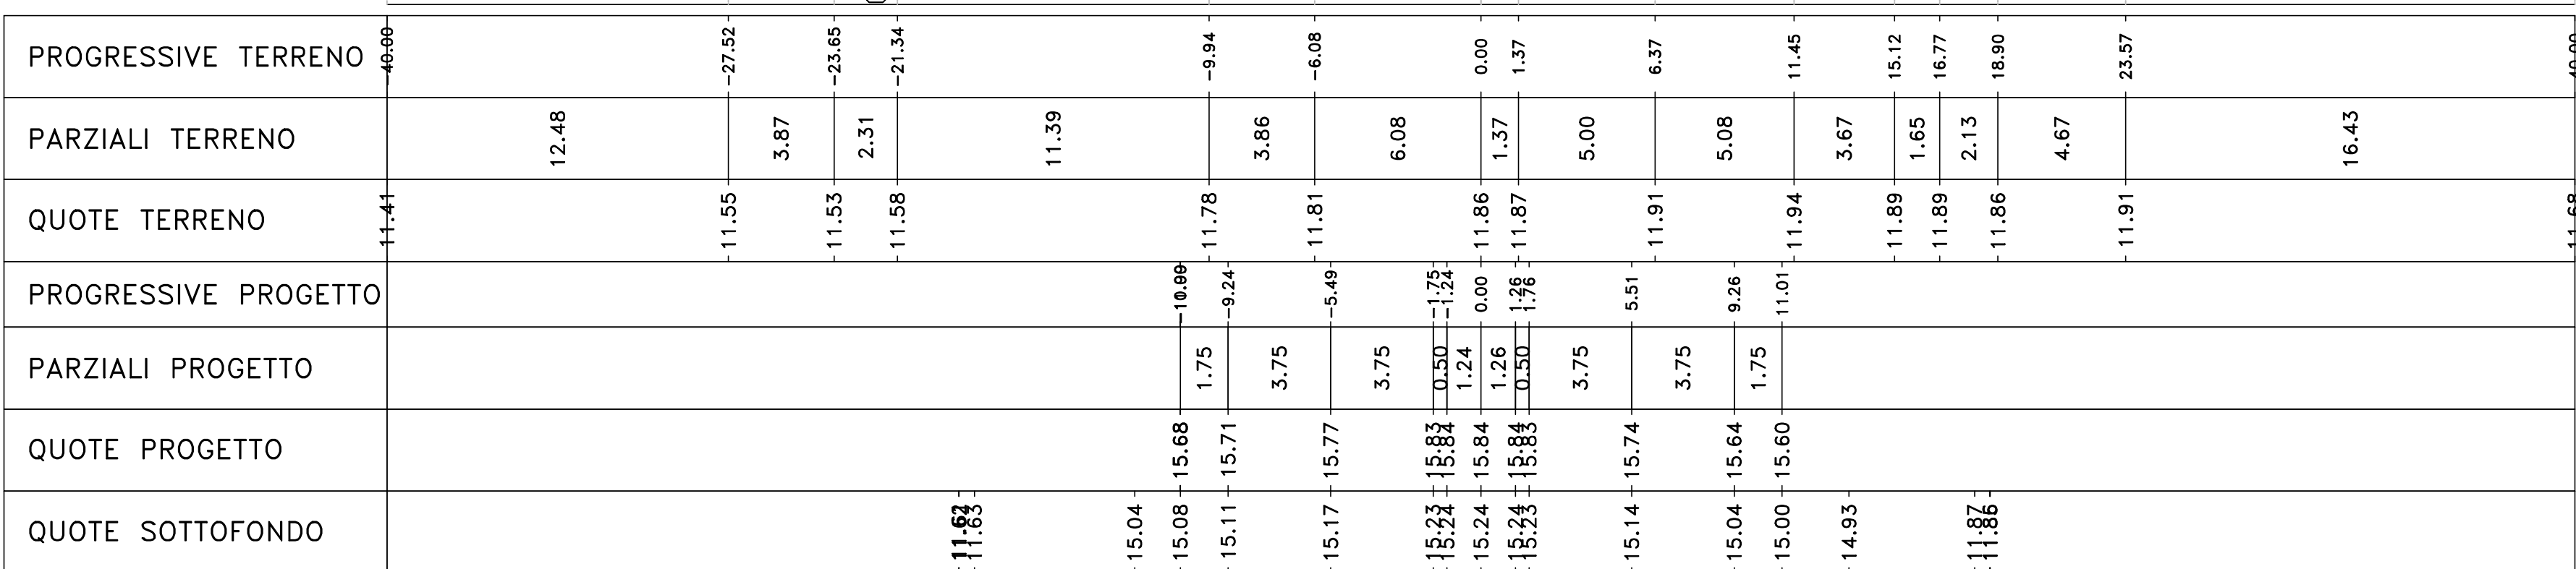 PROGRESSIVE TERRENO -40.00 -27.52 -23.65 -21.34 -9.94 -6.08 0.00 1.37 6.37 11.45 15.12 16.77 18.90 23.57 40.00
PARZIALI TERRENO 12.48 3.87 2.31 11.39 3.86 6.08 1.37 5.00 5.08 3.67 1.65 2.13 4.67 16.43
QUOTE TERRENO 11.41 11.55 11.53 11.58 11.78 11.81 11.86 11.87 11.91 11.94 11.89 11.89 11.86 11.91 11.68
PROGRESSIVE PROGETTO -9.24 -5.49 -1.75 -1.24 0.00 1.26 1.76 5.51 9.26 11.01
PARZIALI PROGETTO 1.75 3.75 3.75 0.50 1.24 1.26 0.50 3.75 3.75 1.75
QUOTE PROGETTO 15.68 15.71 15.77 15.83 15.84 15.84 15.84 15.83 15.74 15.64 15.60
QUOTE SOTTOFONDO 11.63 15.04 15.08 15.11 15.17 15.23 15.24 15.24 15.24 15.23 15.14 15.04 15.00 14.93 11.87